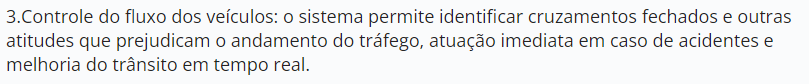 3.Controle do fluxo dos veículos: o sistema permite identificar cruzamentos fechados e outras
atitudes que prejudicam o andamento do tráfego, atuação imediata em caso de acidentes e
melhoria do trânsito em tempo real.